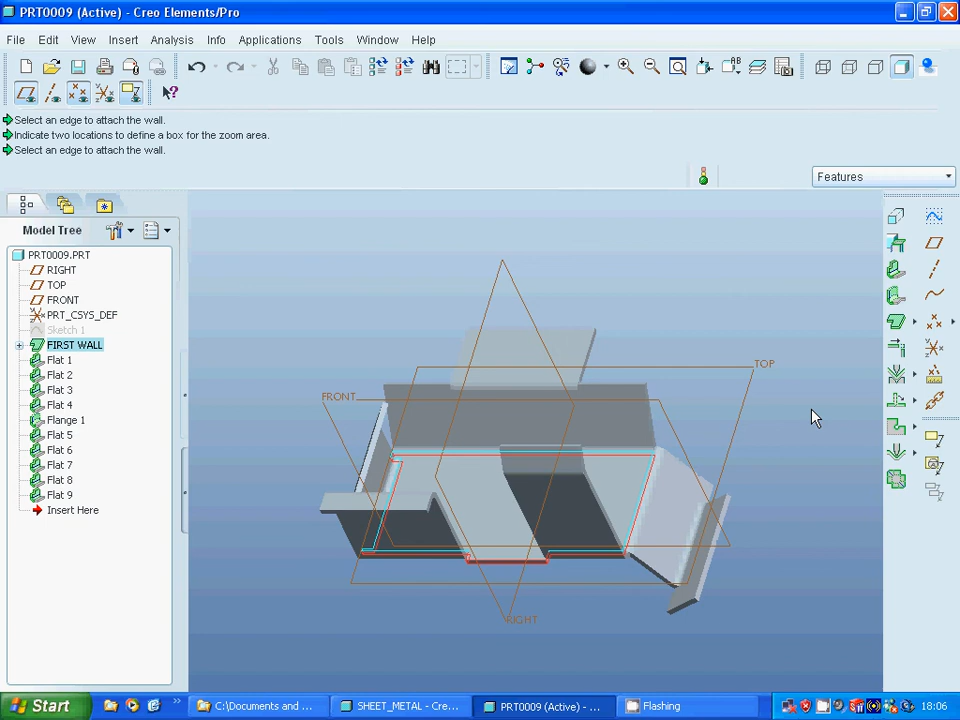 PRT0009 (Active) - Creo Elements/Pro
File Edit View Insert Analysis Info Applications Tools Window Help
Select an edge to attach the wall.
Indicate two locations to define a box for the zoom area.
Select an edge to attach the wall.
Features
Model Tree
PRT0009.PRT
RIGHT
TOP
FRONT
PRT_CSYS_DEF
Sketch 1
FIRST WALL
Flat 1
Flat 2
Flat 3
Flat 4
Flange 1
Flat 5
Flat 6
Flat 7
Flat 8
Flat 9
Insert Here
TOP
FRONT
RIGHT
Start
C:\Documents and ...
SHEET_METAL - Cre...
PRT0009 (Active) - ...
Flashing
18:06